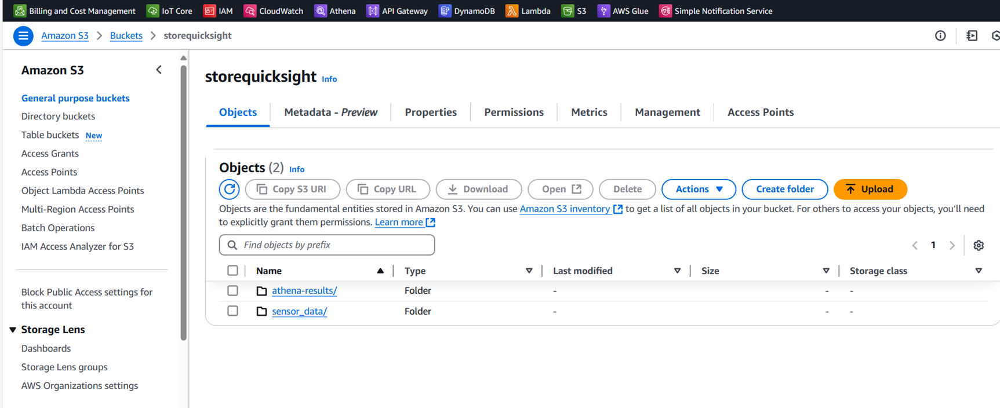 Billing and Cost Management IoT Core IAM CloudWatch Athena API Gateway DynamoDB Lambda S3 AWS Glue Simple Notification Service
Amazon S3 Buckets storequicksight
Amazon S3
General purpose buckets
Directory buckets
Table buckets New
Access Grants
Access Points
Object Lambda Access Points
Multi-Region Access Points
Batch Operations
IAM Access Analyzer for S3
Block Public Access settings for
this account
Storage Lens
Dashboards
Storage Lens groups
AWS Organizations settings
storequicksight Info
Objects Metadata - Preview Properties Permissions Metrics Management Access Points
Objects (2) Info
Copy S3 URI Copy URL Download Open Delete Actions Create folder Upload
Objects are the fundamental entities stored in Amazon S3. You can use Amazon S3 inventory to get a list of all objects in your bucket. For others to access your objects, you’ll need
to explicitly grant them permissions. Learn more
Find objects by prefix 1
Name Type Last modified Size Storage class
athena-results/ Folder - - -
sensor_data/ Folder - - -